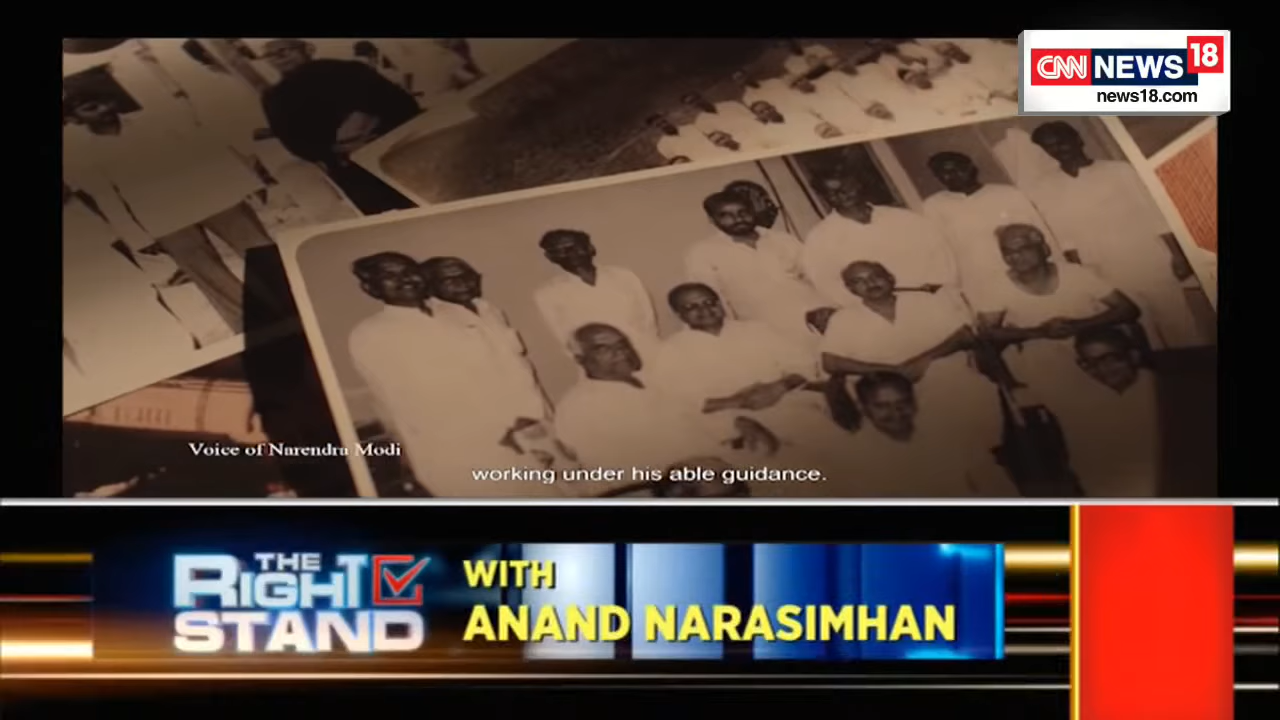 CNN NEWS 18
news18.com
Voice of Narendra Modi
working under his able guidance.
THE
RIGHT
STAND
WITH
ANAND NARASIMHAN